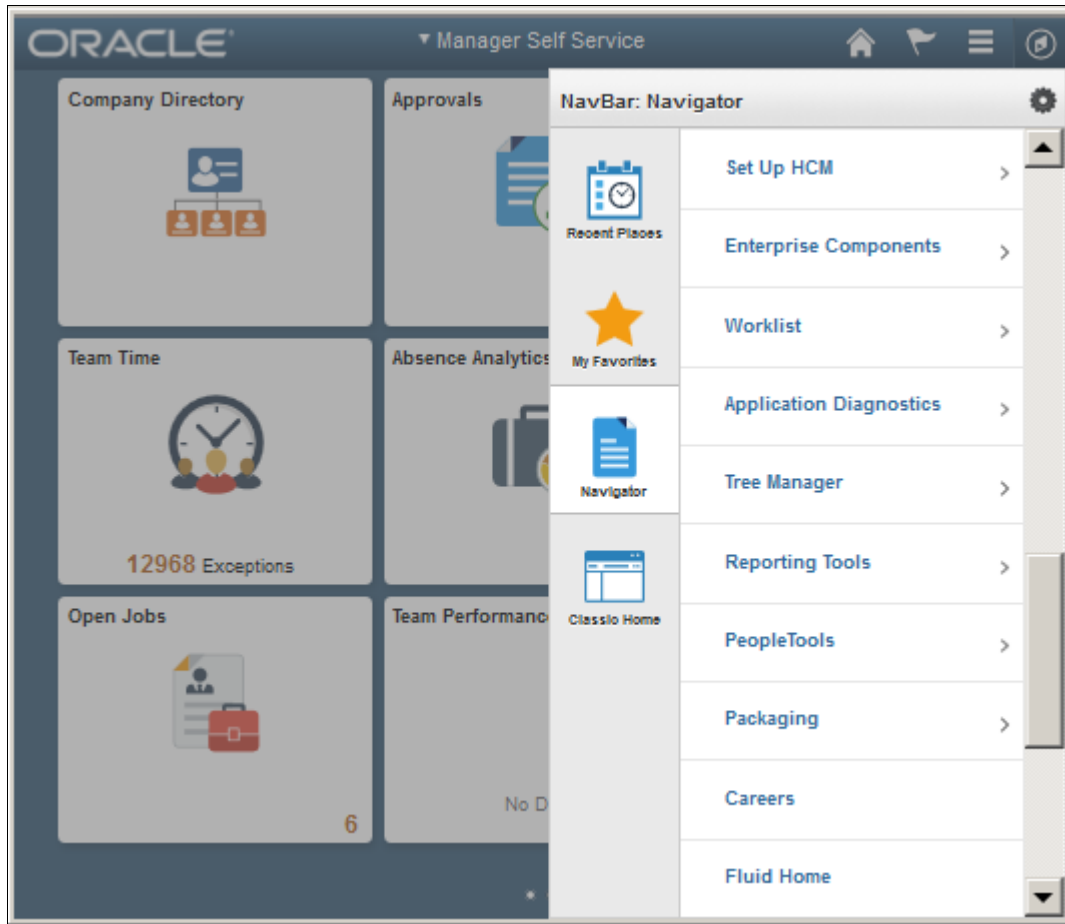 ORACLE
Manager Self Service
Company Directory
Approvals
Team Time
12968 Exceptions
Absence Analytics
Open Jobs
6
No D
NavBar: Navigator
Recent Places
My Favorites
Navigator
Classic Home
Set Up HCM
Enterprise Components
Worklist
Application Diagnostics
Tree Manager
Reporting Tools
PeopleTools
Packaging
Careers
Fluid Home
Team Performanc